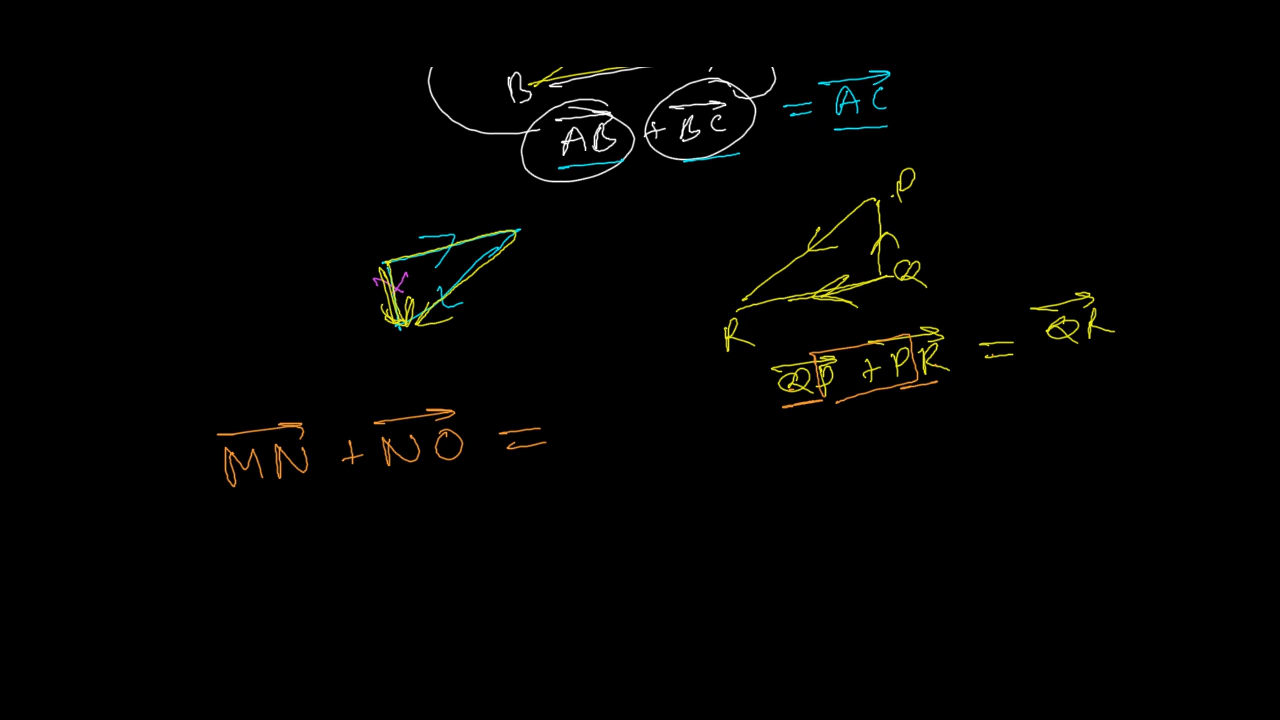 B
AB + BC = AC
P
Q
R
QP + PR = QR
MN + NO =